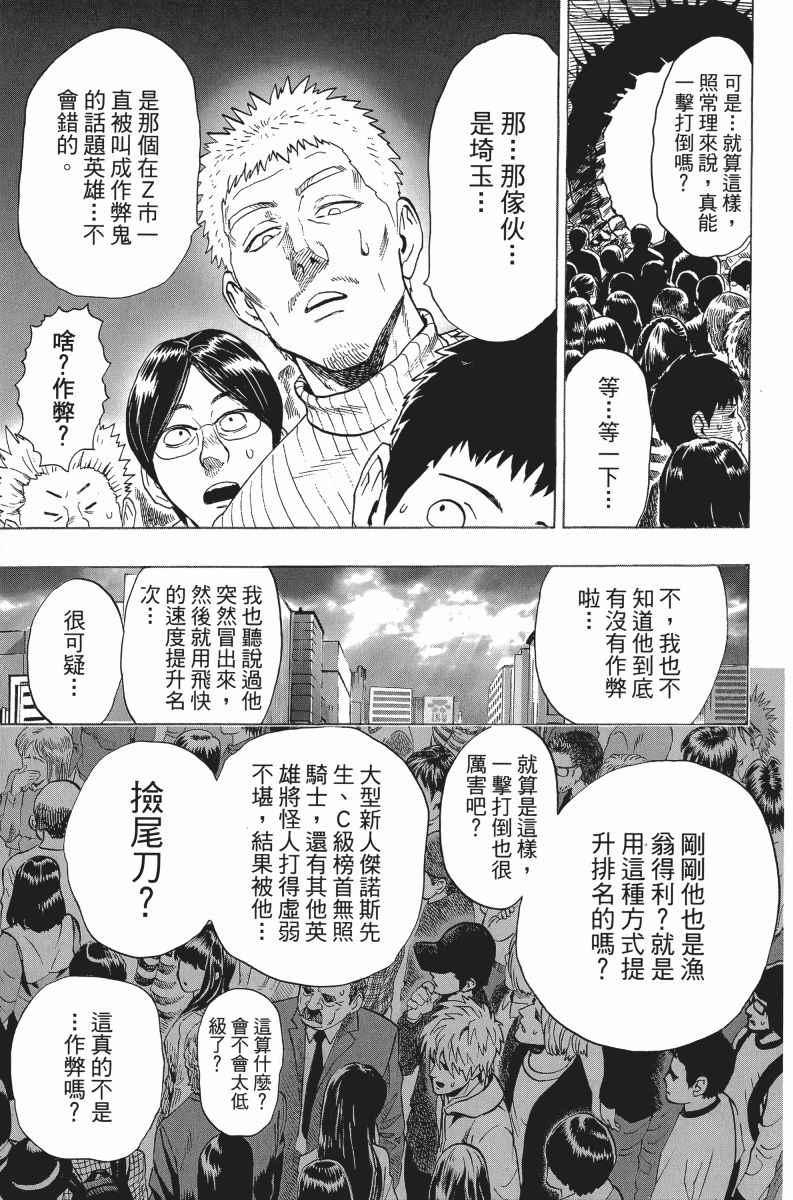 可是…就算這樣，
照常理來說，真能
一擊打倒嗎？
等…等一下…
那…那傢伙…
是埼玉…
是那個在Z市一
直被叫成作弊鬼
的話題英雄…不
會錯的。
啥？作弊？
不，我也不
知道他到底
有沒有作弊
啦…
我也聽說過他
突然冒出來，
然後就用飛快
的速度提升名
次…
很可疑…
剛剛他也是漁
翁得利？就是
用這種方式提
升排名的嗎？
就算是這樣，
一擊打倒也很
厲害吧？
大型新人傑諾斯先
生、C級榜首無照
騎士，還有其他英
雄將怪人打得虛弱
不堪，結果被他…
撿尾刀？
這算什麼？
會不會太低
級了？
這真的不是
…作弊嗎？